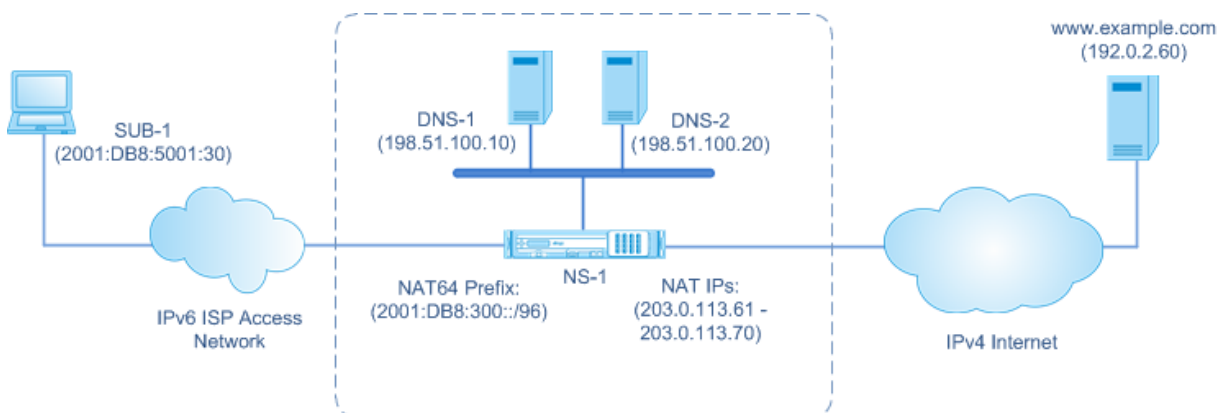 www.example.com
(192.0.2.60)
SUB-1
(2001:DB8:5001:30)
DNS-1
(198.51.100.10)
DNS-2
(198.51.100.20)
NS-1
NAT64 Prefix:
(2001:DB8:300::/96)
NAT IPs:
(203.0.113.61 -
203.0.113.70)
IPv6 ISP Access
Network
IPv4 Internet